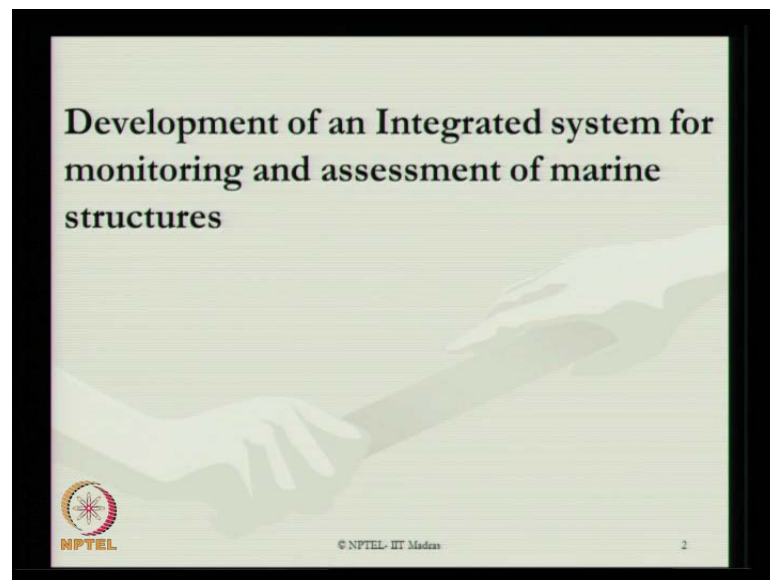 Development of an Integrated system for
monitoring and assessment of marine
structures
NPTEL
© NPTEL- IIT Madras
2